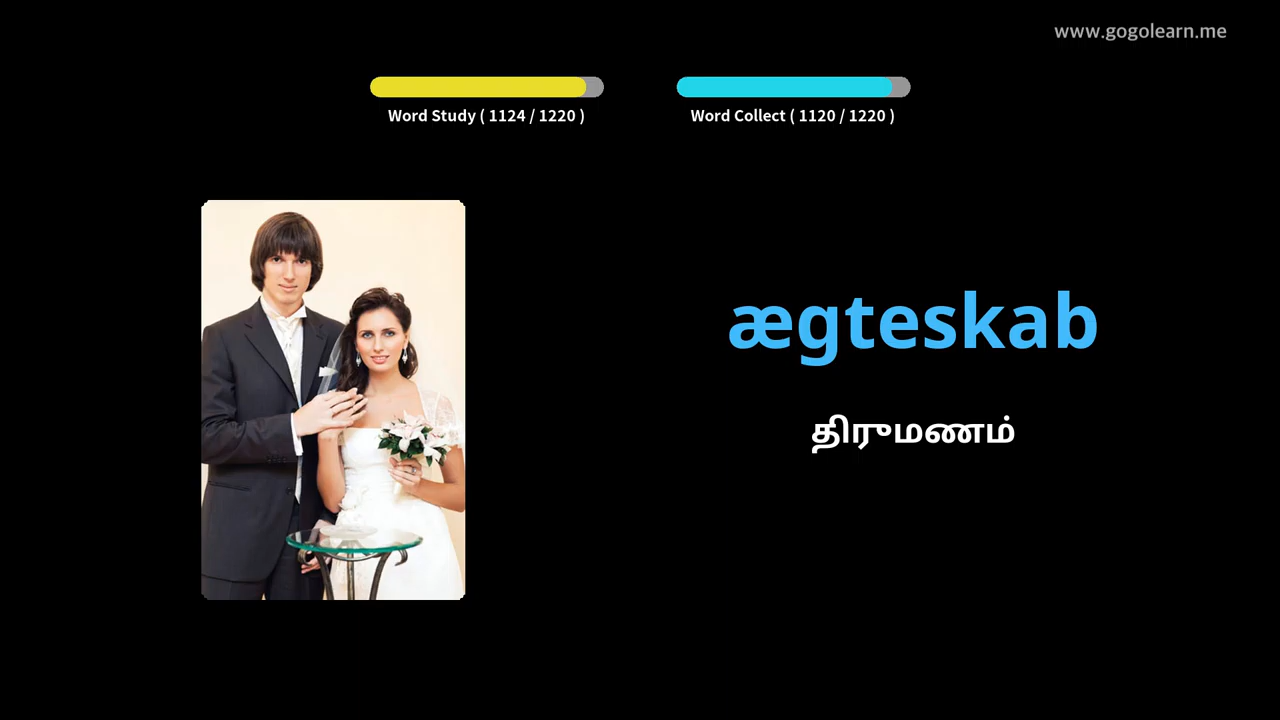 www.gogolearn.me
Word Study ( 1124 / 1220 )
Word Collect ( 1120 / 1220 )
ægteskab
திருமணம்